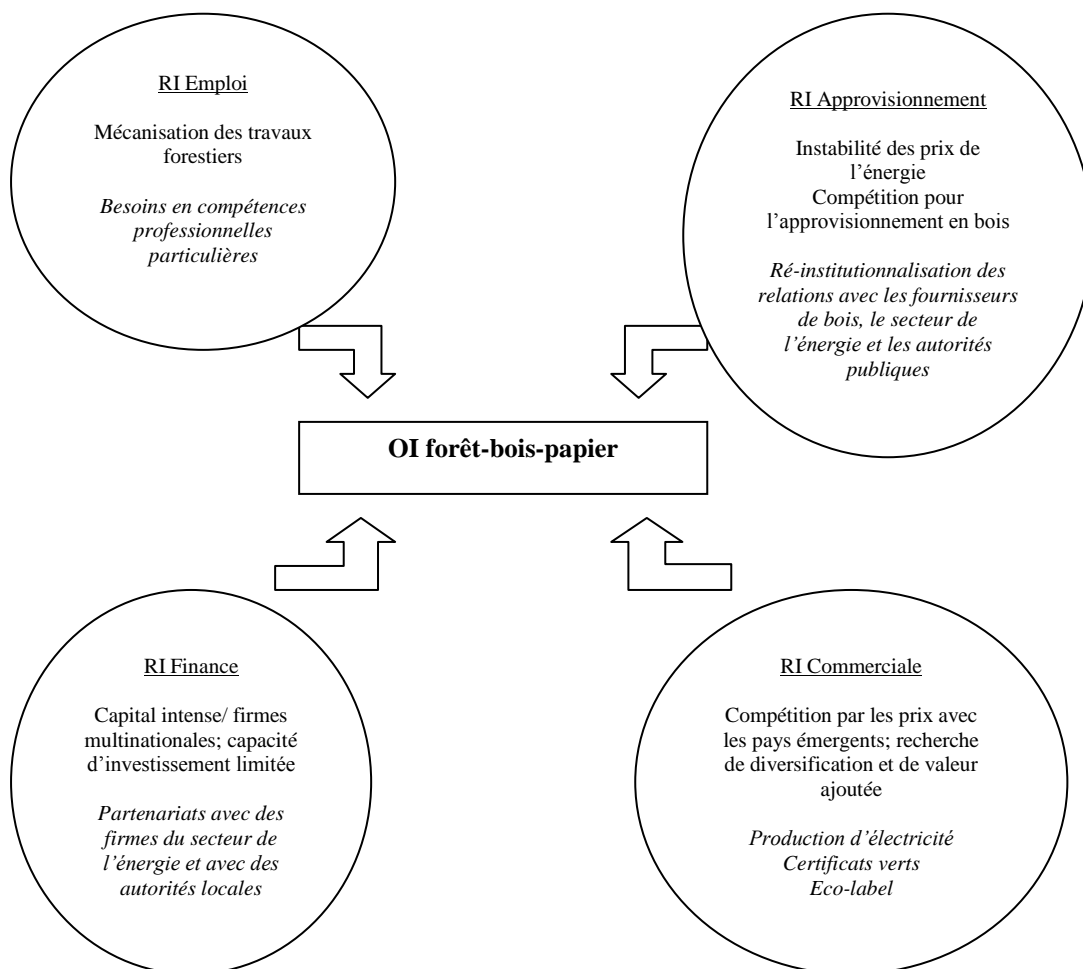 RI Emploi
Mécanisation des travaux
forestiers
Besoins en compétences
professionnelles
particulières
RI Approvisionnement
Instabilité des prix de
l’énergie
Compétition pour
l’approvisionnement en bois
Ré-institutionnalisation des
relations avec les fournisseurs
de bois, le secteur de
l’énergie et les autorités
publiques
OI forêt-bois-papier
RI Finance
Capital intense/ firmes
multinationales; capacité
d’investissement limitée
Partenariats avec des
firmes du secteur de
l’énergie et avec des
autorités locales
RI Commerciale
Compétition par les prix avec
les pays émergents; recherche
de diversification et de valeur
ajoutée
Production d’électricité
Certificats verts
Eco-label